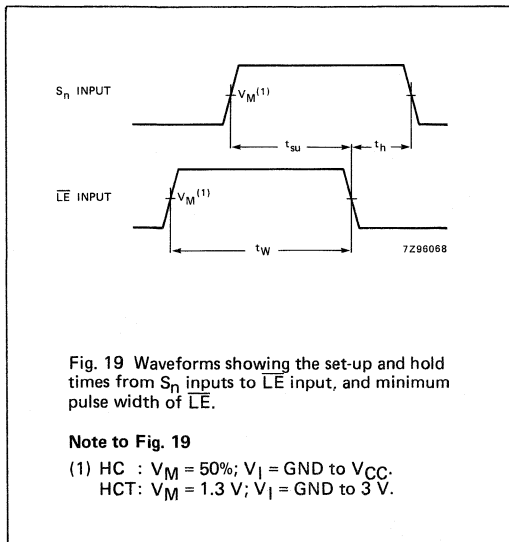 Sn INPUT
VM(1)
tsu
th
LE INPUT
VM(1)
tW
7Z96068
Fig. 19 Waveforms showing the set-up and hold
times from Sn inputs to LE input, and minimum
pulse width of LE.
Note to Fig. 19
(1) HC : VM = 50%; VI = GND to VCC.
HCT: VM = 1.3 V; VI = GND to 3 V.